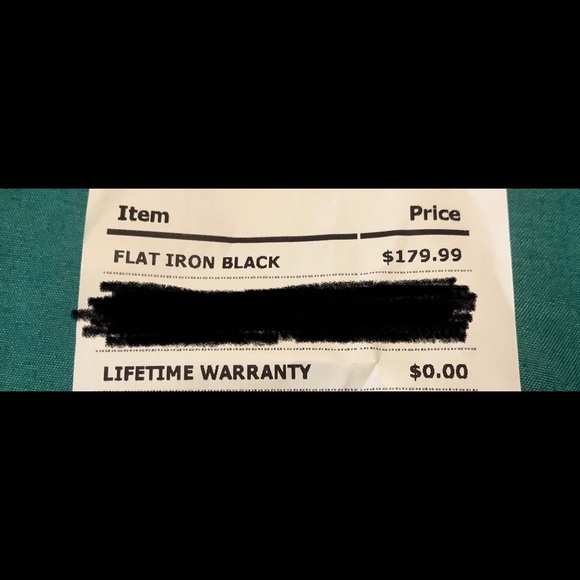 Item Price
FLAT IRON BLACK $179.99
LIFETIME WARRANTY $0.00